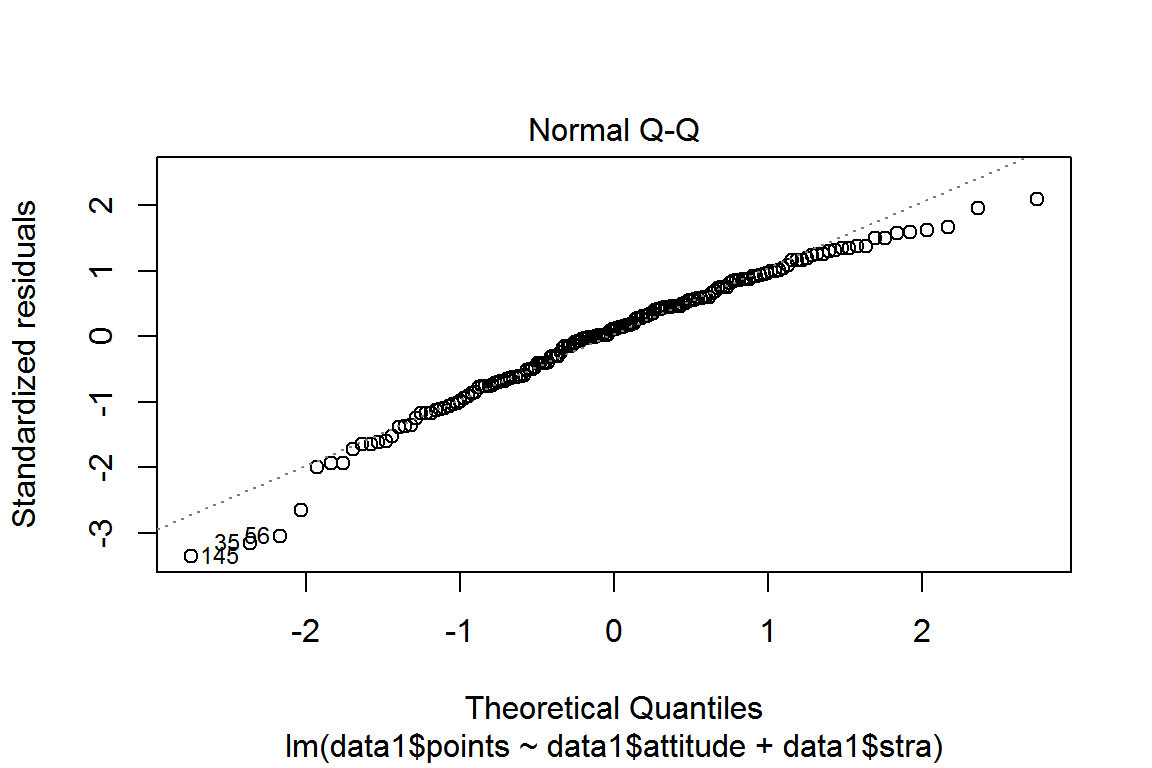 Normal Q-Q
Standardized residuals
2
1
0
-1
-2
-3
35
56
145
-2 -1 0 1 2
Theoretical Quantiles
lm(data1$points ~ data1$attitude + data1$stra)